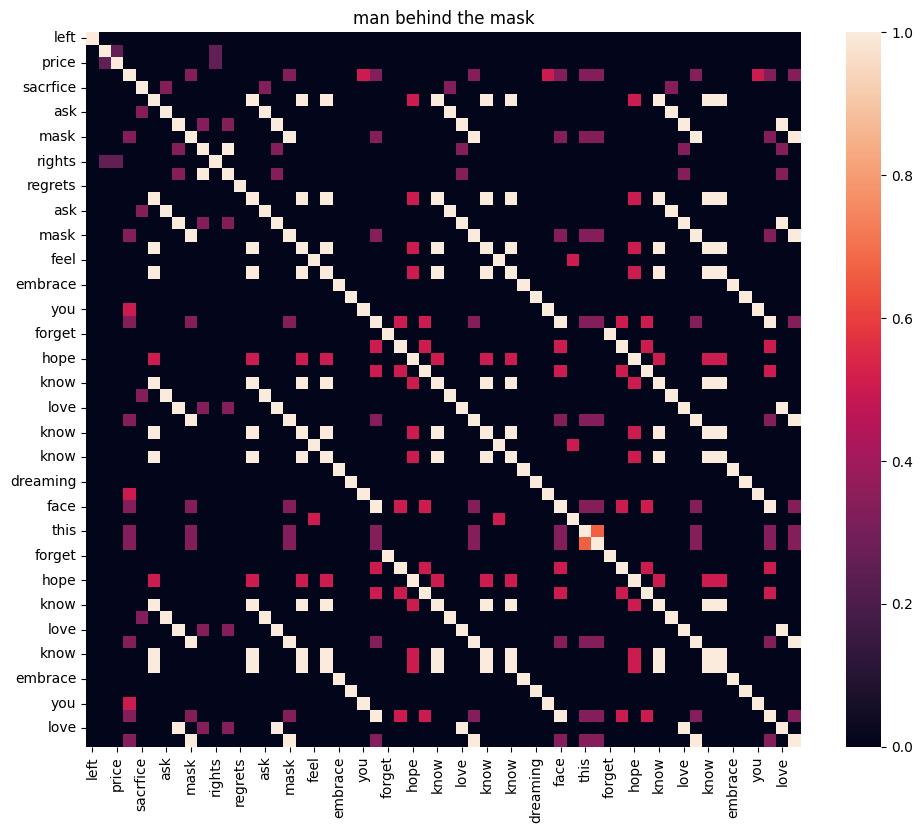 man behind the mask
left
price
sacrfice
ask
mask
rights
regrets
ask
mask
feel
embrace
you
forget
hope
know
love
know
know
dreaming
face
this
forget
hope
know
love
know
embrace
you
love
1.0
0.8
0.6
0.4
0.2
0.0
left
price
sacrfice
ask
mask
rights
regrets
ask
mask
feel
embrace
you
forget
hope
know
love
know
know
dreaming
face
this
forget
hope
know
love
know
embrace
you
love